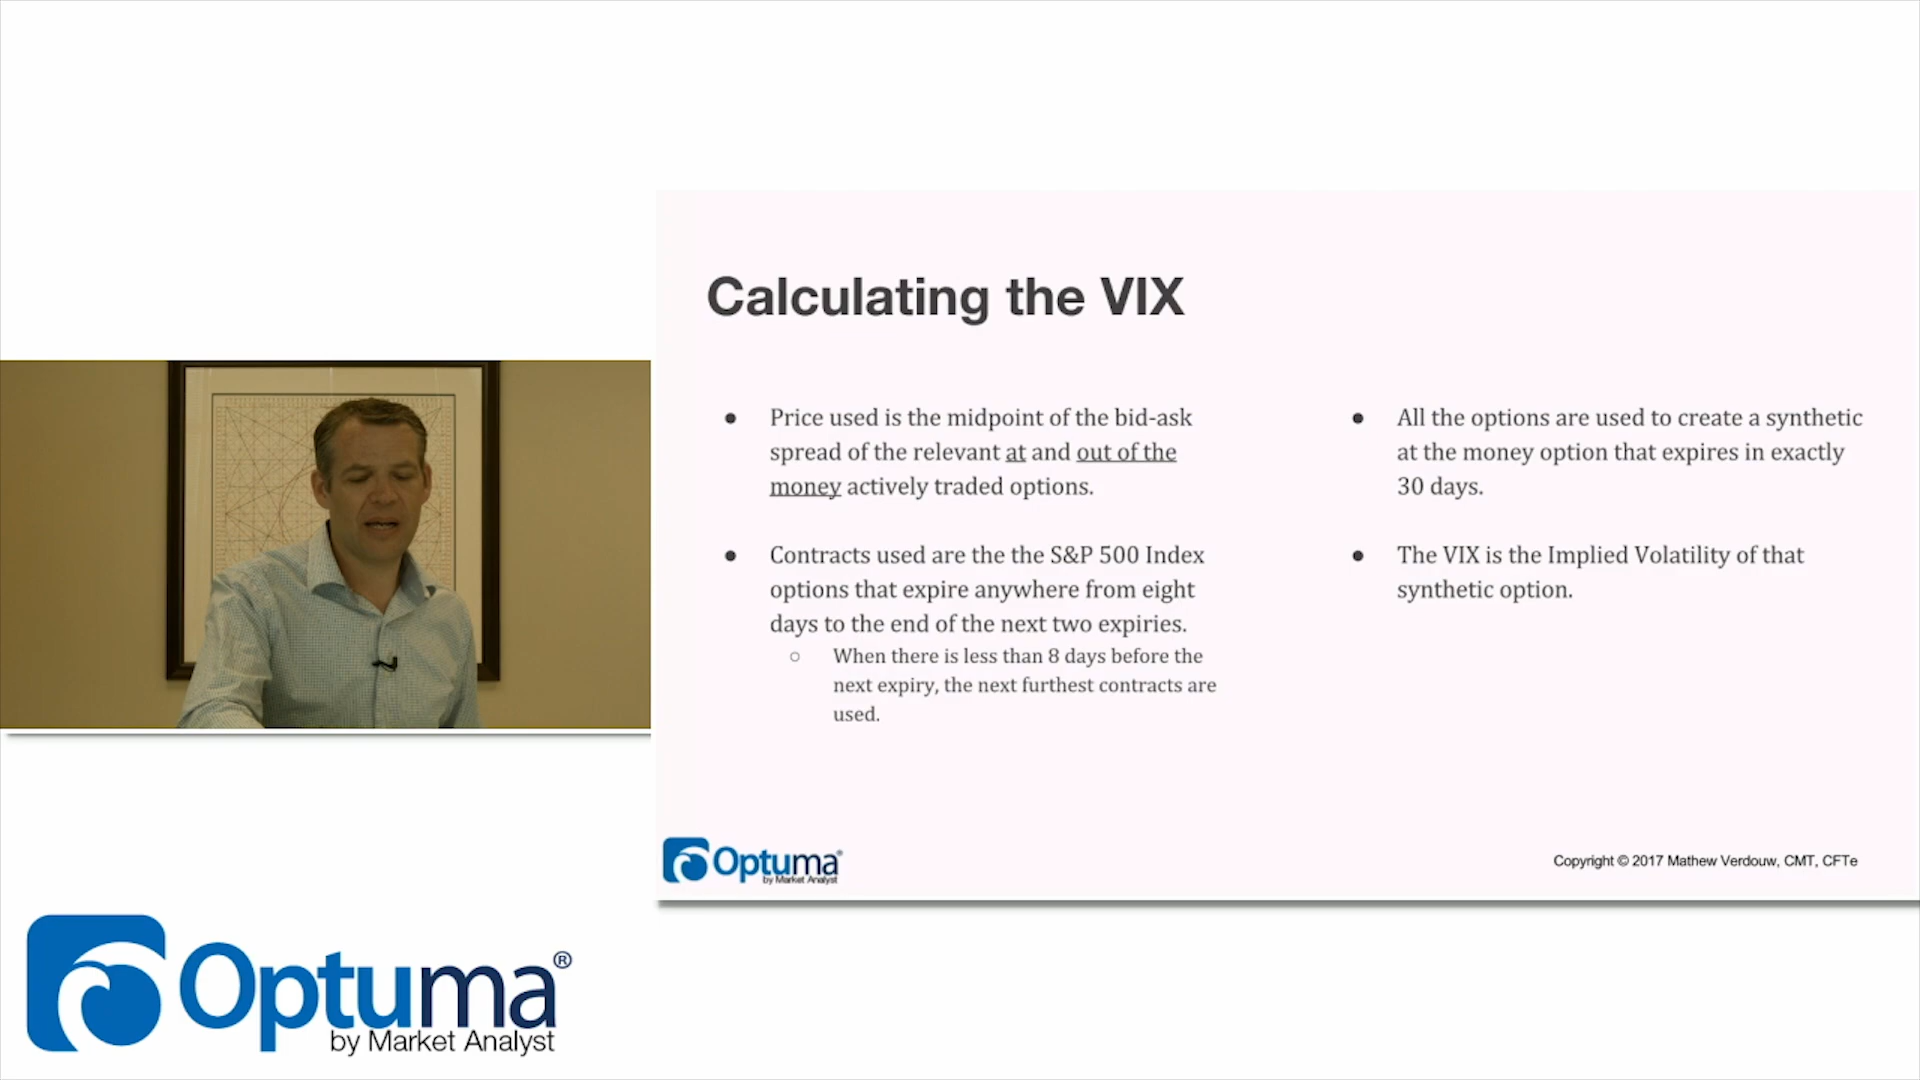 Calculating the VIX
● Price used is the midpoint of the bid-ask
spread of the relevant at and out of the
money actively traded options.
● Contracts used are the the S&P 500 Index
options that expire anywhere from eight
days to the end of the next two expiries.
○ When there is less than 8 days before the
next expiry, the next furthest contracts are
used.
● All the options are used to create a synthetic
at the money option that expires in exactly
30 days.
● The VIX is the Implied Volatility of that
synthetic option.
Optuma®
by Market Analyst
Copyright © 2017 Mathew Verdouw, CMT, CFTe
Optuma®
by Market Analyst